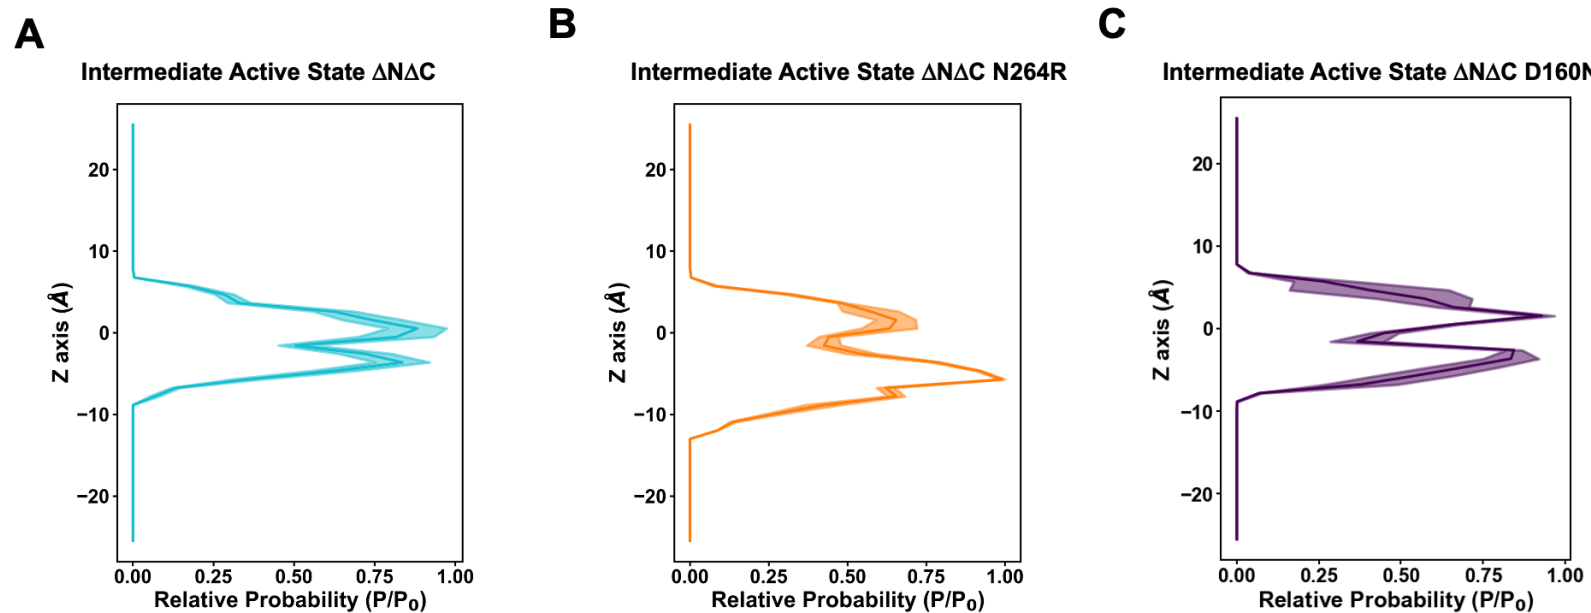 A
Intermediate Active State ΔNΔC
Z axis (Å)
20
10
0
−10
−20
0.00 0.25 0.50 0.75 1.00
Relative Probability (P/P₀)
B
Intermediate Active State ΔNΔC N264R
Z axis (Å)
20
10
0
−10
−20
0.00 0.25 0.50 0.75 1.00
Relative Probability (P/P₀)
C
Intermediate Active State ΔNΔC D160N
Z axis (Å)
20
10
0
−10
−20
0.00 0.25 0.50 0.75 1.00
Relative Probability (P/P₀)